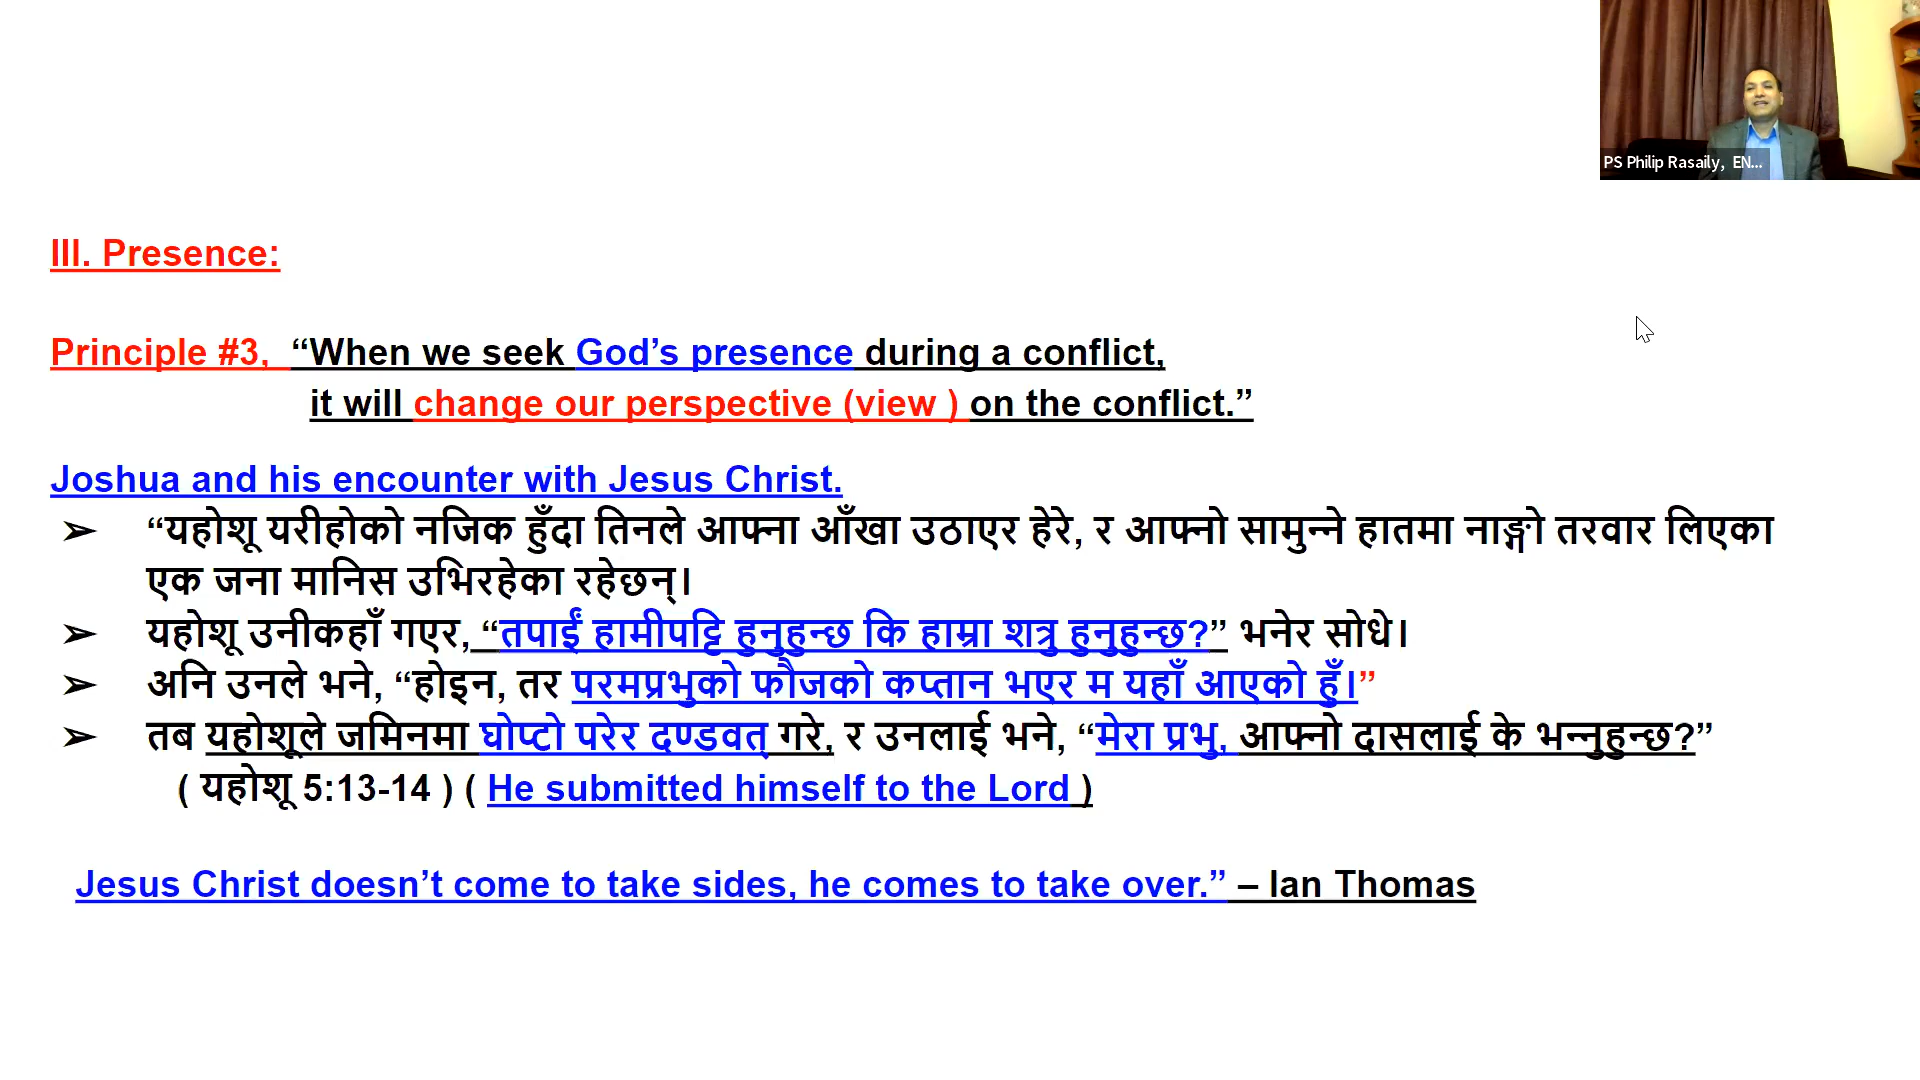 PS Philip Rasaily, EN...
III. Presence:
Principle #3, “When we seek God’s presence during a conflict,
it will change our perspective (view ) on the conflict.”
Joshua and his encounter with Jesus Christ.
➢ “यहोशू यरीहोको नजिक हुँदा तिनले आफ्ना आँखा उठाएर हेरे, र आफ्नो सामुन्ने हातमा नाङ्गो तरवार लिएका
एक जना मानिस उभिरहेका रहेछन्।
➢ यहोशू उनीकहाँ गएर, “तपाईं हामीपट्टि हुनुहुन्छ कि हाम्रा शत्रु हुनुहुन्छ?” भनेर सोधे।
➢ अनि उनले भने, “होइन, तर परमप्रभुको फौजको कप्तान भएर म यहाँ आएको हुँ।”
➢ तब यहोशूले जमिनमा घोप्टो परेर दण्डवत् गरे, र उनलाई भने, “मेरा प्रभु, आफ्नो दासलाई के भन्नुहुन्छ?”
( यहोशू 5:13-14 ) ( He submitted himself to the Lord )
Jesus Christ doesn’t come to take sides, he comes to take over.” – Ian Thomas